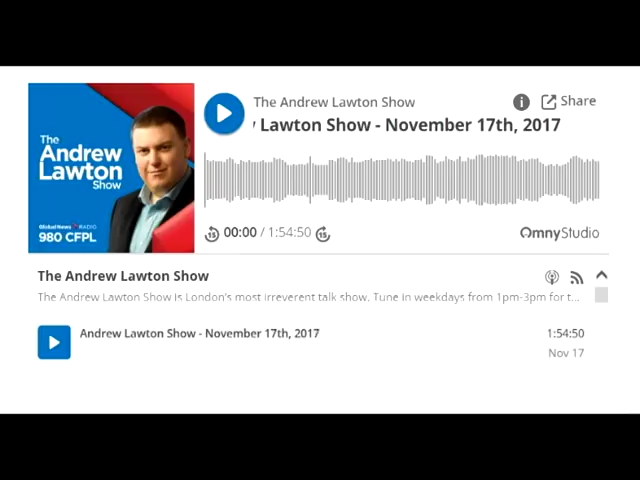 The
Andrew
Lawton
Show
Global News RADIO
980 CFPL
The Andrew Lawton Show
Lawton Show - November 17th, 2017
Share
15 00:00 / 1:54:50 15
OmnyStudio
The Andrew Lawton Show
The Andrew Lawton Show is London's most irreverent talk show. Tune in weekdays from 1pm-3pm for t...
Andrew Lawton Show - November 17th, 2017
1:54:50
Nov 17